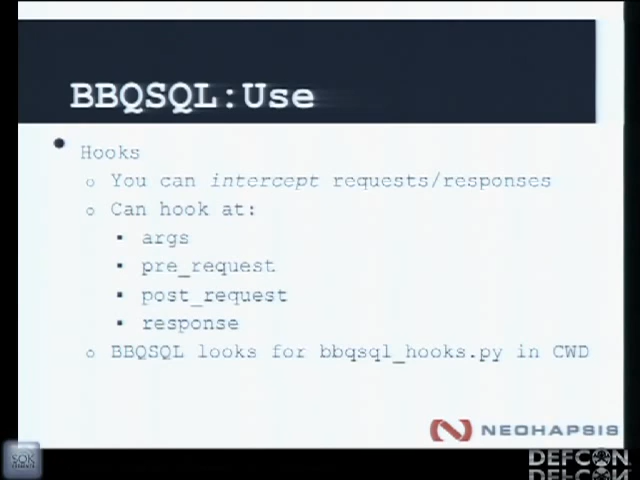 BBQSQL:Use
Hooks
You can intercept requests/responses
Can hook at:
args
pre_request
post_request
response
BBQSQL looks for bbqsql_hooks.py in CWD
NEOHAPSIS
SOK
DEFCON